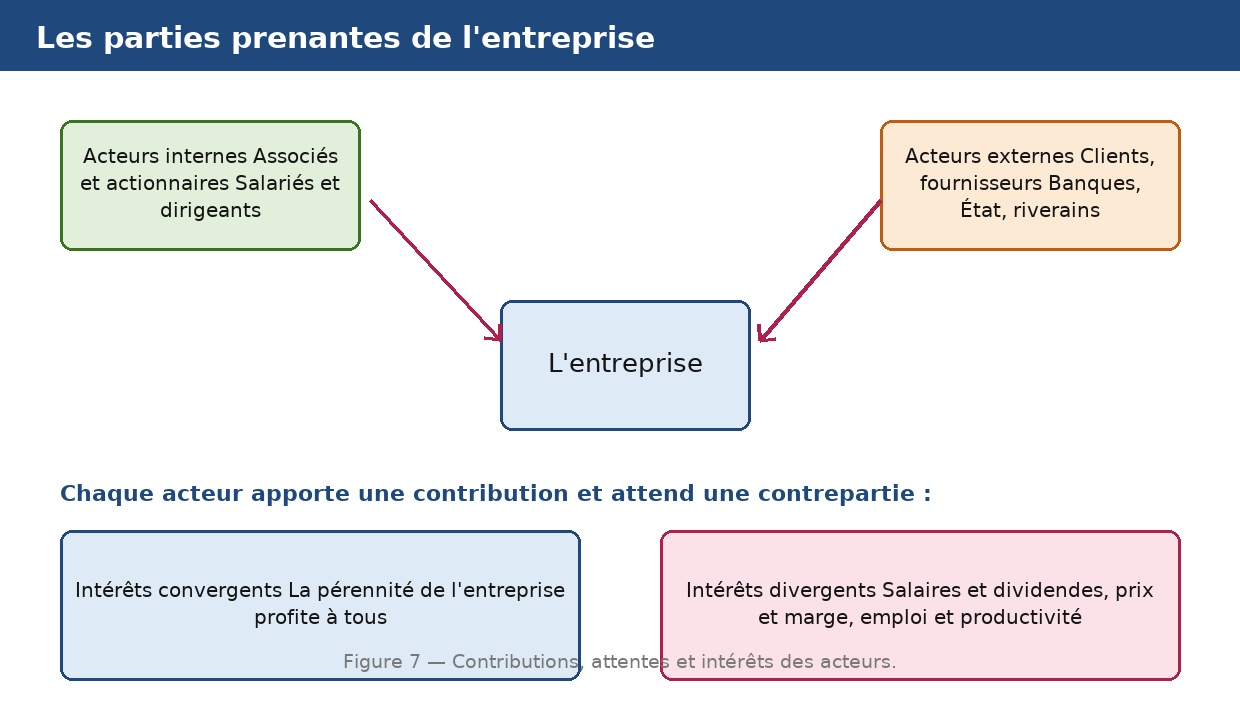 Les parties prenantes de l'entreprise
Acteurs internes Associés
et actionnaires Salariés et
dirigeants
Acteurs externes Clients,
fournisseurs Banques,
État, riverains
L'entreprise
Chaque acteur apporte une contribution et attend une contrepartie :
Intérêts convergents La pérennité de l'entreprise
profite à tous
Intérêts divergents Salaires et dividendes, prix
et marge, emploi et productivité
Figure 7 — Contributions, attentes et intérêts des acteurs.